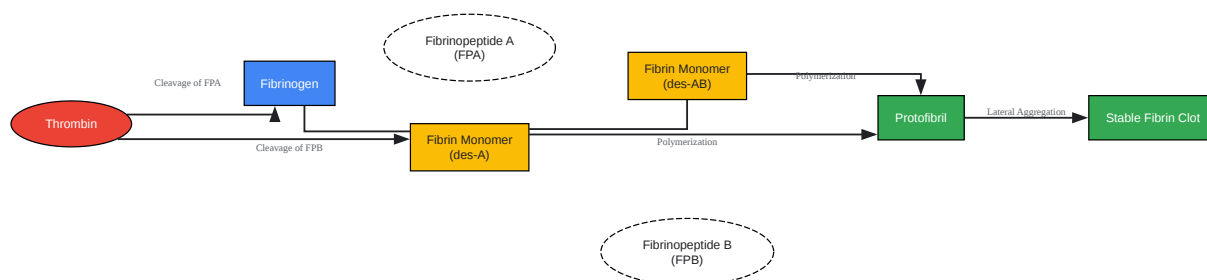 Fibrinopeptide A
(FPA)
Cleavage of FPA
Fibrinogen
Fibrin Monomer
(des-AB)
Polymerization
Thrombin
Protofibril
Lateral Aggregation
Stable Fibrin Clot
Cleavage of FPB
Fibrin Monomer
(des-A)
Polymerization
Fibrinopeptide B
(FPB)